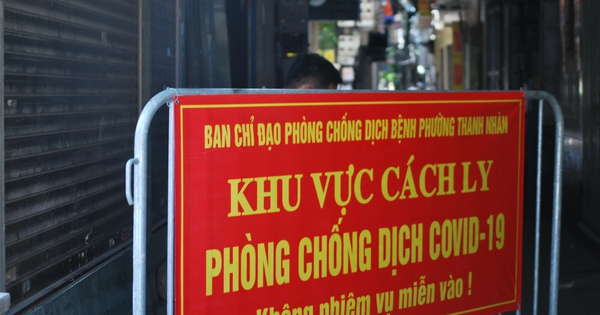 BAN CHỈ ĐẠO PHÒNG CHỐNG DỊCH BỆNH PHƯỜNG THANH NHÀN
KHU VỰC CÁCH LY
PHÒNG CHỐNG DỊCH COVID-19
Không nhiệm vụ miễn vào !